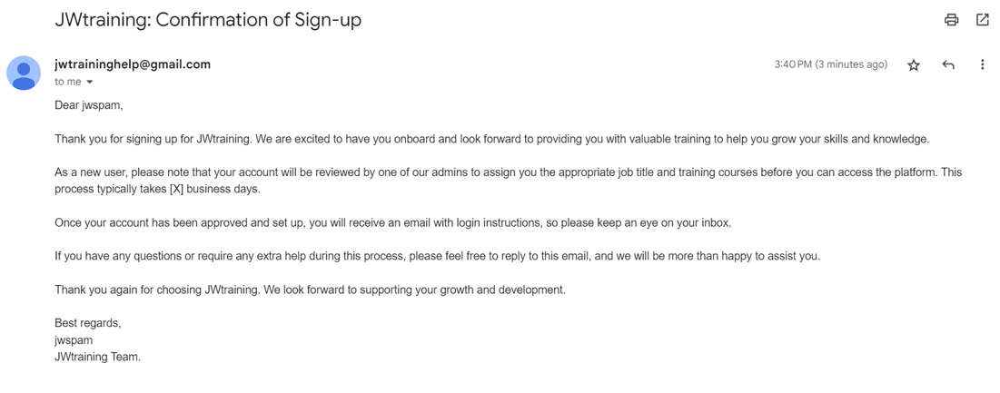 JWtraining: Confirmation of Sign-up
jwtraininghelp@gmail.com
3:40 PM (3 minutes ago)
to me
Dear jwspam,
Thank you for signing up for JWtraining. We are excited to have you onboard and look forward to providing you with valuable training to help you grow your skills and knowledge.
As a new user, please note that your account will be reviewed by one of our admins to assign you the appropriate job title and training courses before you can access the platform. This
process typically takes [X] business days.
Once your account has been approved and set up, you will receive an email with login instructions, so please keep an eye on your inbox.
If you have any questions or require any extra help during this process, please feel free to reply to this email, and we will be more than happy to assist you.
Thank you again for choosing JWtraining. We look forward to supporting your growth and development.
Best regards,
jwspam
JWtraining Team.